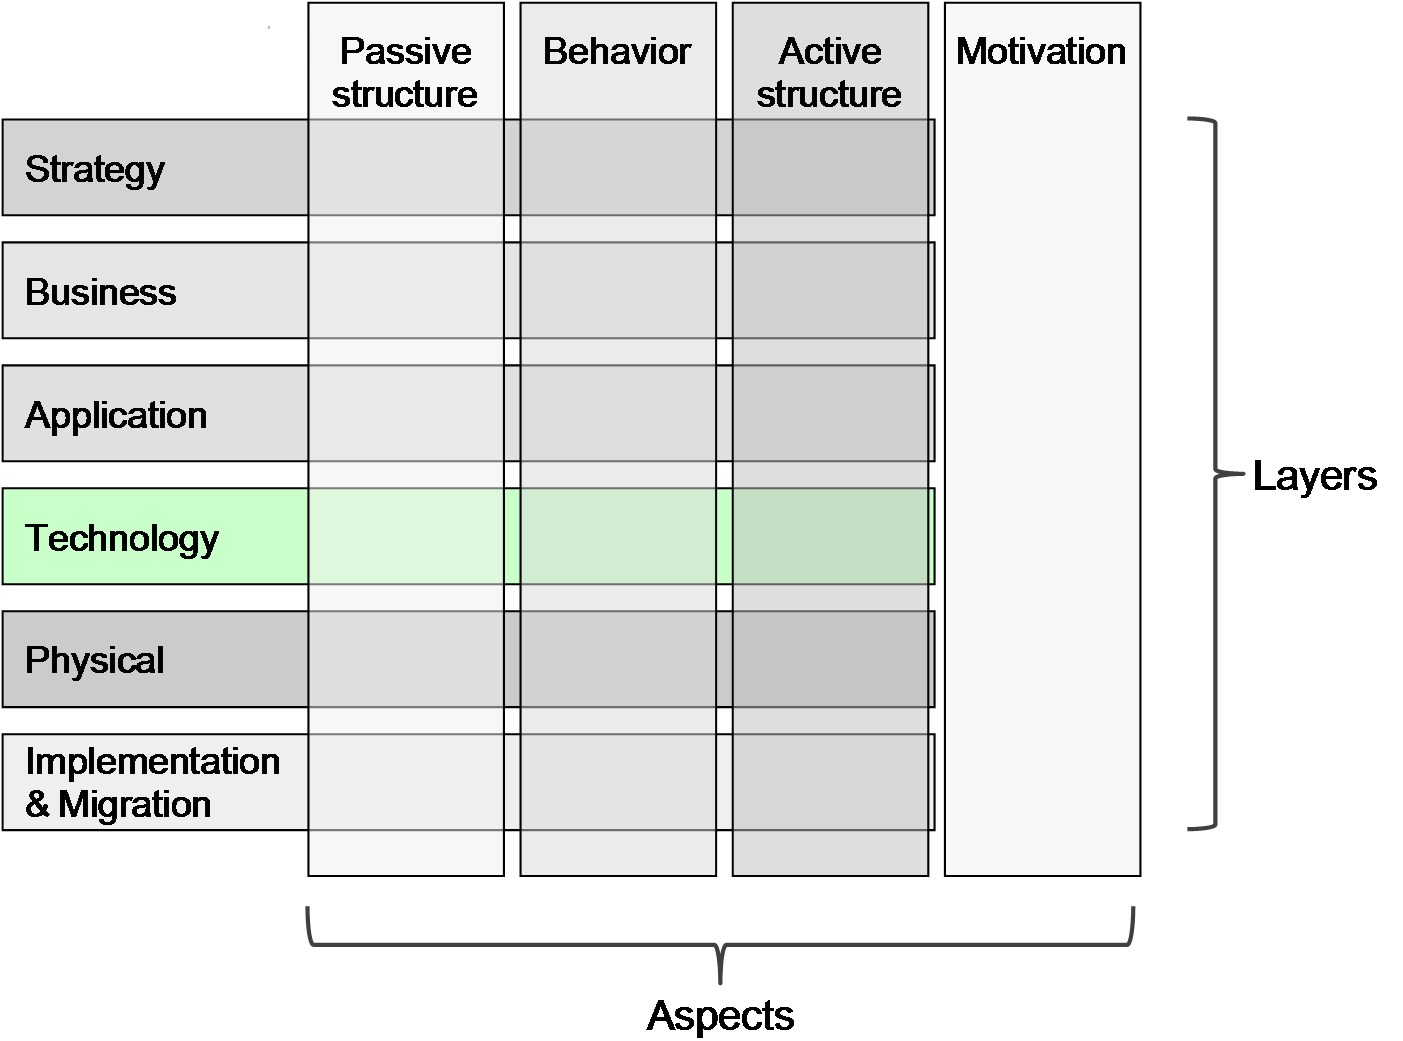 Passive
structure
Behavior
Active
structure
Motivation
Strategy
Business
Application
Technology
Physical
Implementation
& Migration
Layers
Aspects